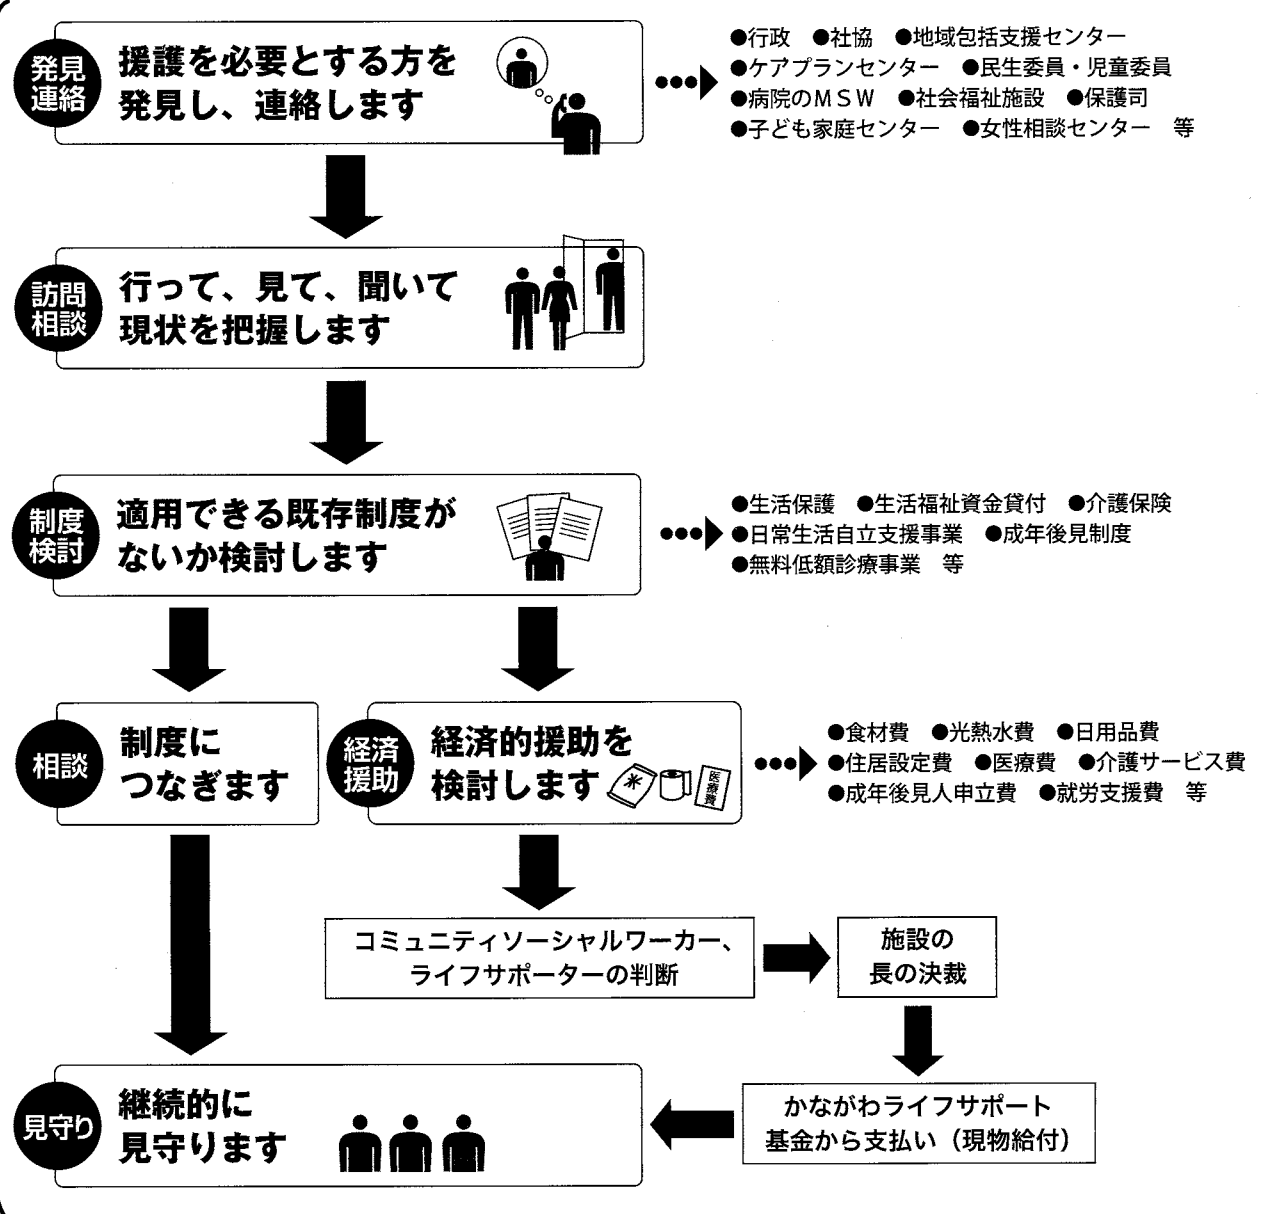 発見
連絡
援護を必要とする方を
発見し、連絡します
●行政　●社協　●地域包括支援センター
●ケアプランセンター　●民生委員・児童委員
●病院のＭＳＷ　●社会福祉施設　●保護司
●子ども家庭センター　●女性相談センター　等
訪問
相談
行って、見て、聞いて
現状を把握します
制度
検討
適用できる既存制度が
ないか検討します
●生活保護　●生活福祉資金貸付　●介護保険
●日常生活自立支援事業　●成年後見制度
●無料低額診療事業　等
相談
制度に
つなぎます
経済
援助
経済的援助を
検討します
米
医療費
●食材費　●光熱水費　●日用品費
●住居設定費　●医療費　●介護サービス費
●成年後見人申立費　●就労支援費　等
コミュニティソーシャルワーカー、
ライフサポーターの判断
施設の
長の決裁
かながわライフサポート
基金から支払い（現物給付）
見守り
継続的に
見守ります